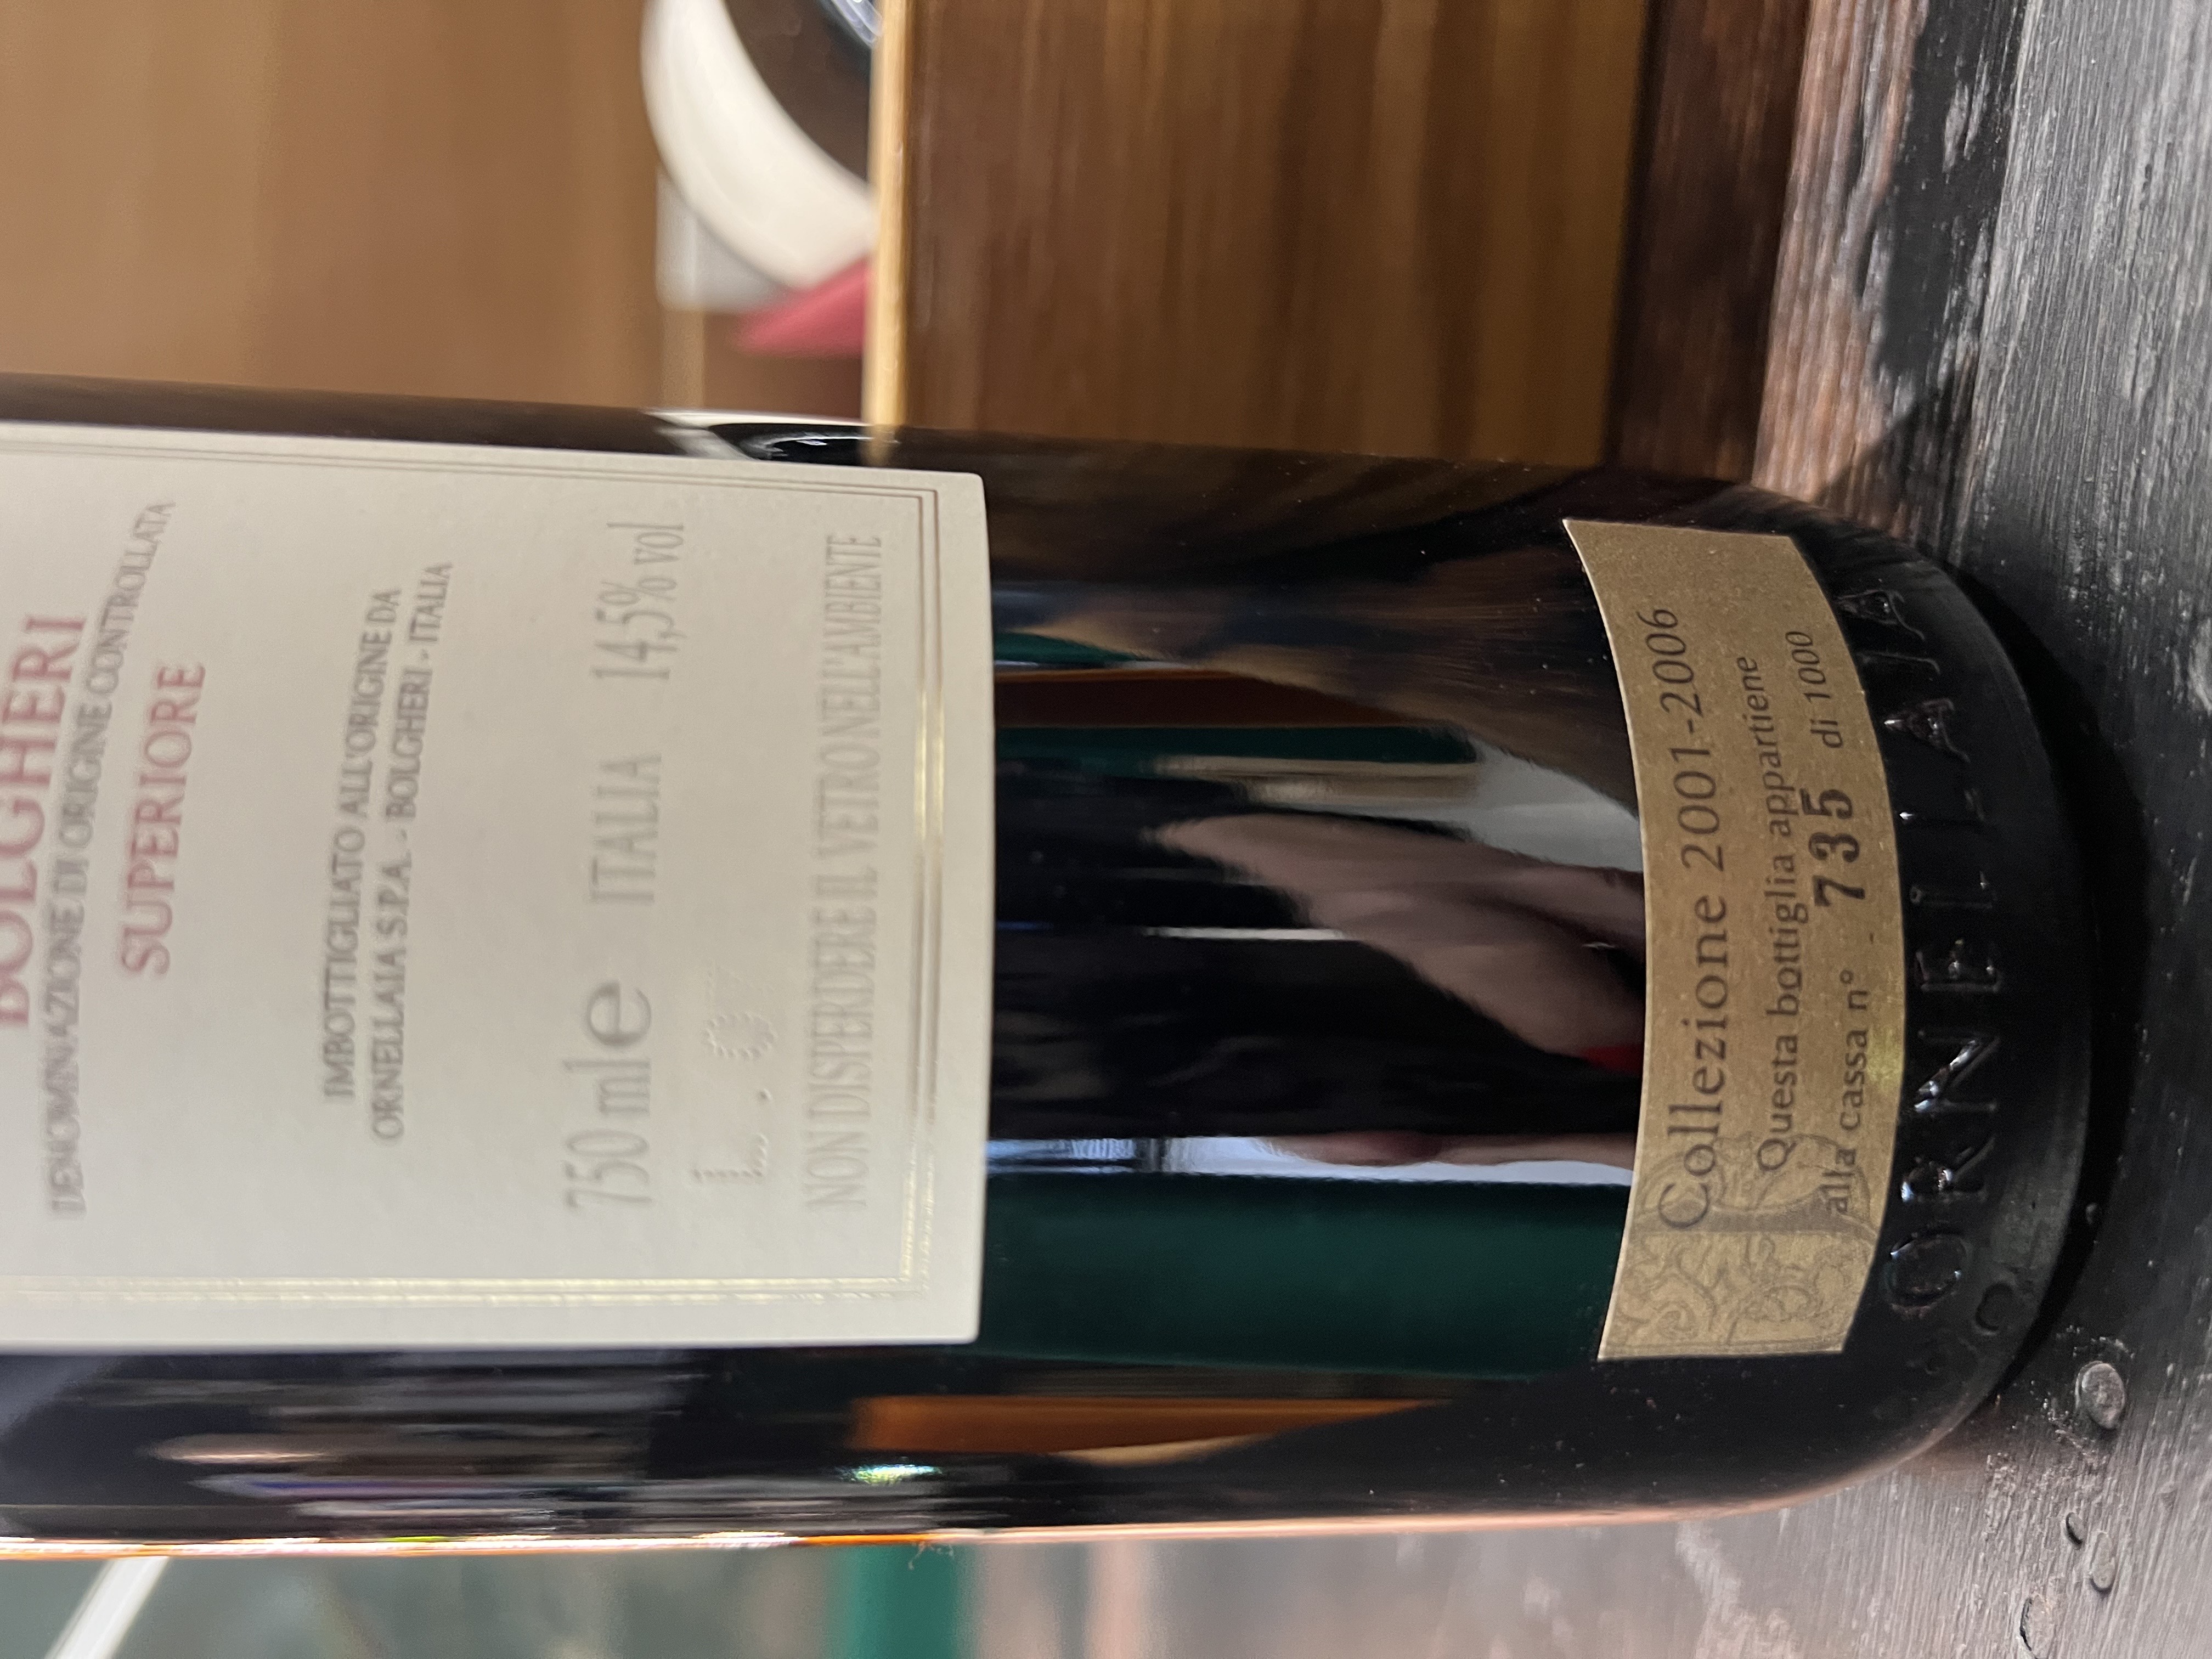 BOLGHERI
DENOMINAZIONE DI ORIGINE CONTROLLATA
SUPERIORE
IMBOTTIGLIATO ALL'ORIGINE DA
ORNELLAIA S.P.A. - BOLGHERI - ITALIA
750 ml e ITALIA 14,5% vol
NON DISPERDERE IL VETRO NELL'AMBIENTE
Collezione 2001-2006
Questa bottiglia appartiene
alla cassa n° 735 di 1000
ORNELLAIA